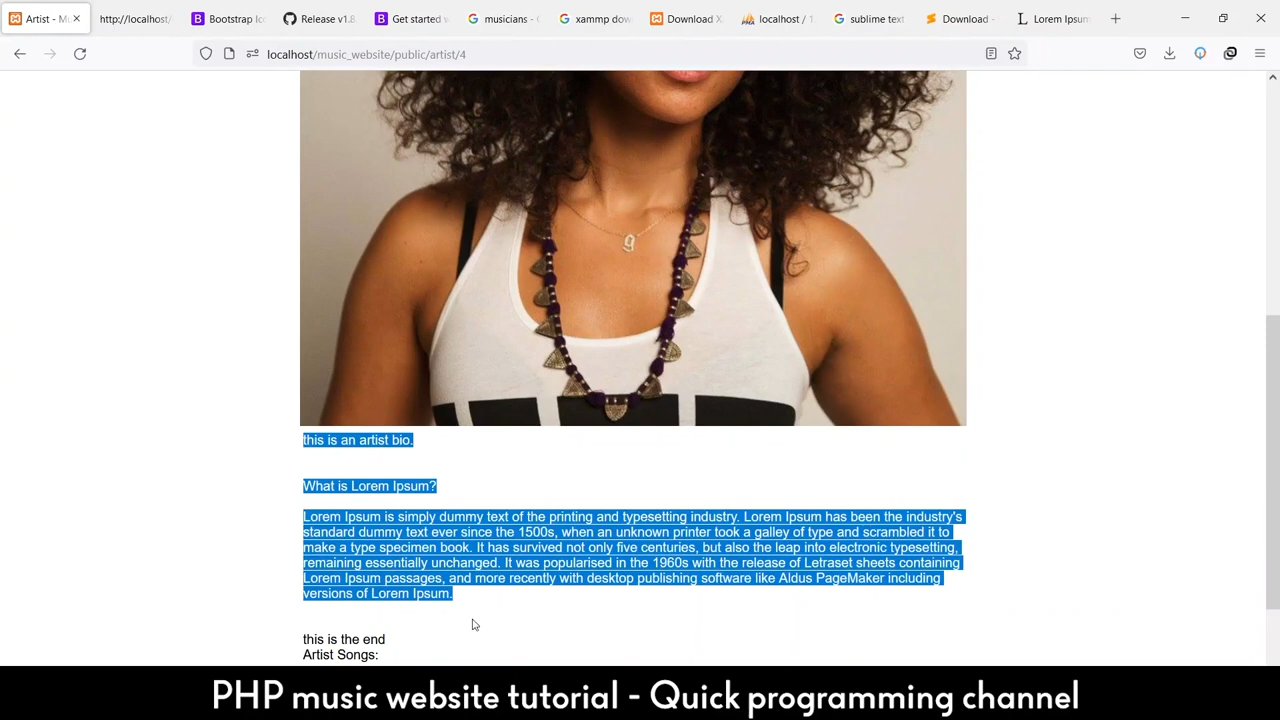 Artist - Mu
http://localhost/
Bootstrap Ic
Release v1.8
Get started w
musicians - G
xammp dow
Download X
localhost / 1
sublime text
Download -
Lorem Ipsum
localhost/music_website/public/artist/4
9
this is an artist bio.
What is Lorem Ipsum?
Lorem Ipsum is simply dummy text of the printing and typesetting industry. Lorem Ipsum has been the industry's
standard dummy text ever since the 1500s, when an unknown printer took a galley of type and scrambled it to
make a type specimen book. It has survived not only five centuries, but also the leap into electronic typesetting,
remaining essentially unchanged. It was popularised in the 1960s with the release of Letraset sheets containing
Lorem Ipsum passages, and more recently with desktop publishing software like Aldus PageMaker including
versions of Lorem Ipsum.
this is the end
Artist Songs:
PHP music website tutorial - Quick programming channel